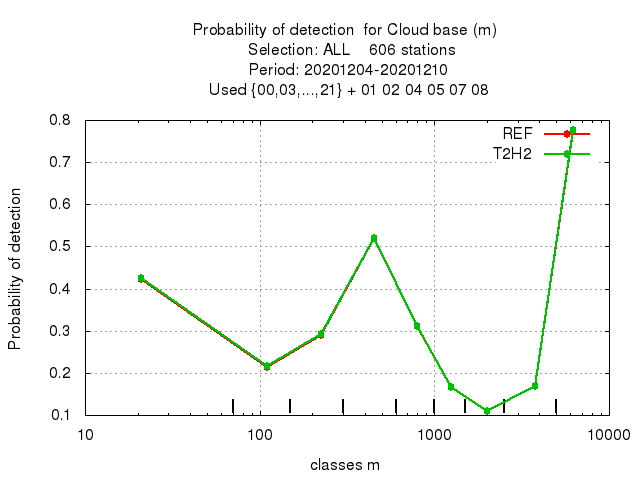 Probability of detection  for Cloud base (m)
Selection: ALL    606 stations
Period: 20201204-20201210
Used {00,03,...,21} + 01 02 04 05 07 08
REF
T2H2
Probability of detection
0.8
0.7
0.6
0.5
0.4
0.3
0.2
0.1
10
100
1000
10000
classes m